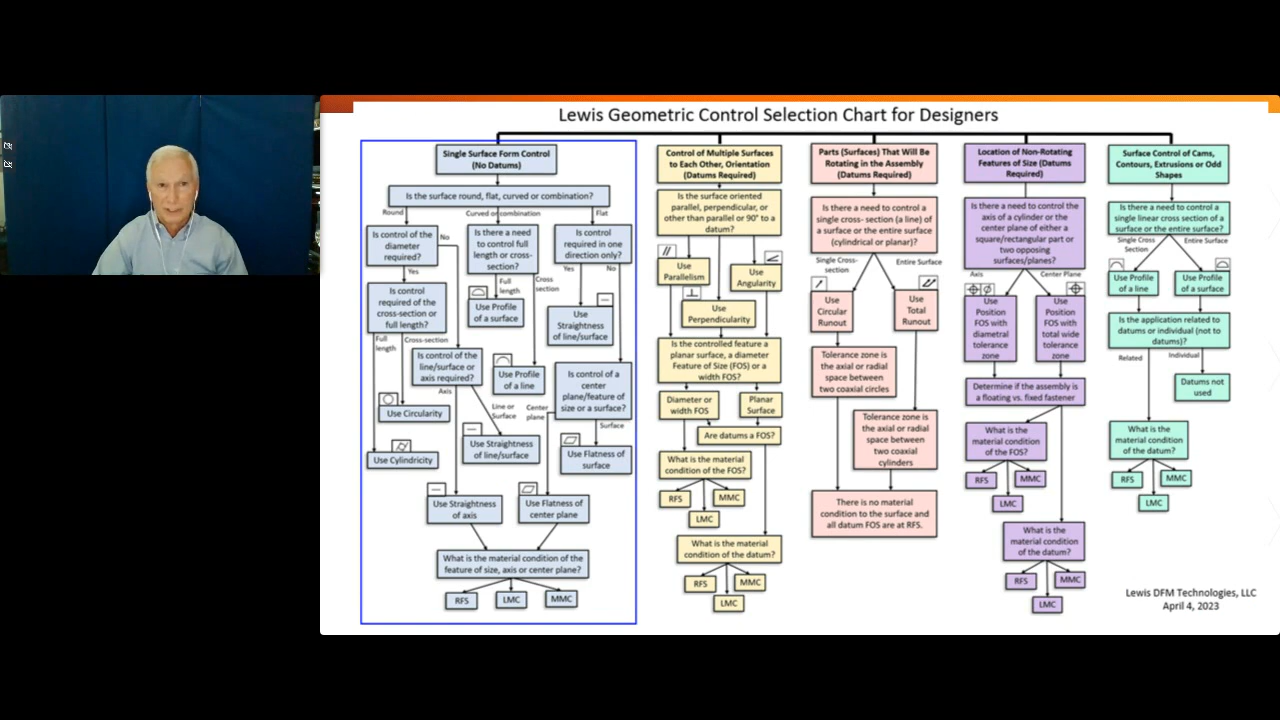 Lewis Geometric Control Selection Chart for Designers
Single Surface Form Control
(No Datums)
Is the surface round, flat, curved or combination?
Round
Curved or combination
Flat
Is control of the
diameter
required?
No
Yes
Is there a need
to control full
length or cross-
section?
Is control
required in one
direction only?
Yes
No
Full
length
Cross
section
Is control
required of the
cross-section or
full length?
Use Profile
of a surface
Use
Straightness
of line/surface
Full
length
Cross-section
Is control of the
line/surface or
axis required?
Use Profile
of a line
Is control of a
center
plane/feature of
size or a surface?
Axis
Line or
Surface
Center
plane
Surface
Use Circularity
Use Cylindricity
Use Straightness
of line/surface
Use Flatness of
surface
Use Straightness
of axis
Use Flatness of
center plane
What is the material condition of the
feature of size, axis or center plane?
RFS
LMC
MMC
Control of Multiple Surfaces
to Each Other, Orientation
(Datums Required)
Is the surface oriented
parallel, perpendicular, or
other than parallel or 90° to a
datum?
Use
Parallelism
Use
Angularity
Use
Perpendicularity
Is the controlled feature a
planar surface, a diameter
Feature of Size (FOS) or a
width FOS?
Diameter or
width FOS
Planar
Surface
Are datums a FOS?
What is the material
condition of the FOS?
RFS
MMC
LMC
What is the material
condition of the datum?
RFS
MMC
LMC
Parts (Surfaces) That Will Be
Rotating in the Assembly
(Datums Required)
Is there a need to control a
single cross- section (a line) of
a surface or the entire surface
(cylindrical or planar)?
Single Cross-
section
Entire Surface
Use
Circular
Runout
Use
Total
Runout
Tolerance zone is
the axial or radial
space between
two coaxial circles
Tolerance zone is
the axial or radial
space between
two coaxial
cylinders
There is no material
condition to the surface and
all datum FOS are at RFS.
Location of Non-Rotating
Features of Size (Datums
Required)
Is there a need to control the
axis of a cylinder or the
center plane of either a
square/rectangular part or
two opposing
surfaces/planes?
Axis
Center Plane
Use
Position
FOS with
diametral
tolerance
zone
Use
Position
FOS with
total wide
tolerance
zone
Determine if the assembly is
a floating vs. fixed fastener
What is the
material condition
of the FOS?
RFS
MMC
LMC
What is the
material condition
of the datum?
RFS
MMC
LMC
Surface Control of Cams,
Contours, Extrusions or Odd
Shapes
Is there a need to control a
single linear cross section of a
surface or the entire surface?
Single Cross
Section
Entire Surface
Use Profile
of a line
Use Profile
of a surface
Is the application related to
datums or individual (not to
datums)?
Related
Individual
Datums not
used
What is the
material condition
of the datum?
RFS
MMC
LMC
Lewis DFM Technologies, LLC
April 4, 2023